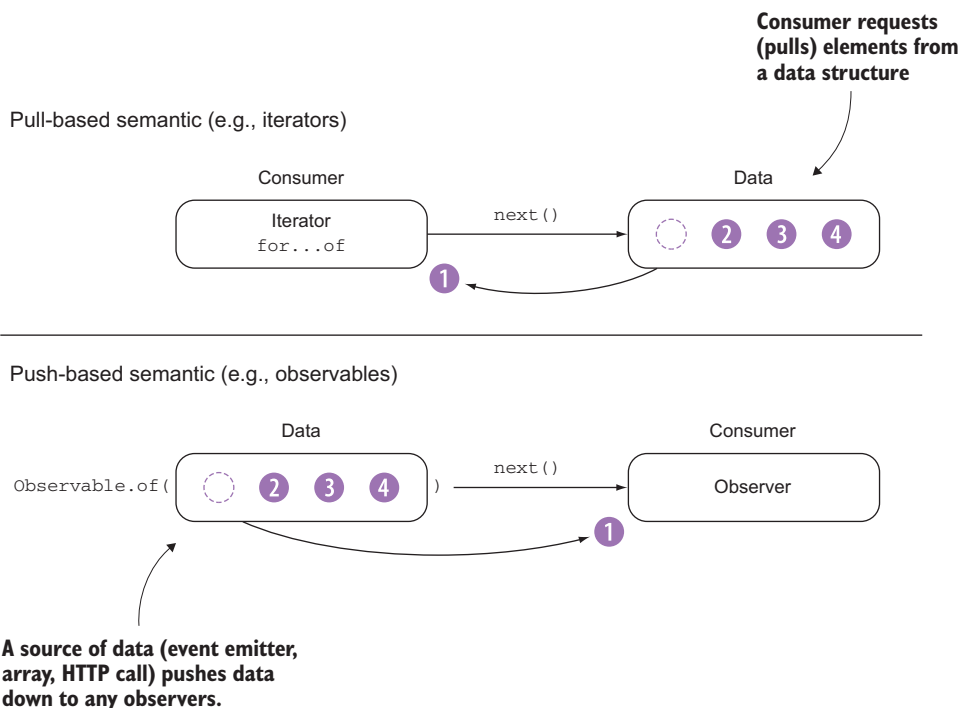 Consumer requests
(pulls) elements from
a data structure
Pull-based semantic (e.g., iterators)
Consumer
Data
Iterator
for...of
next()
2 3 4
1
Push-based semantic (e.g., observables)
Data
Consumer
Observable.of( 2 3 4 )
next()
Observer
1
A source of data (event emitter,
array, HTTP call) pushes data
down to any observers.